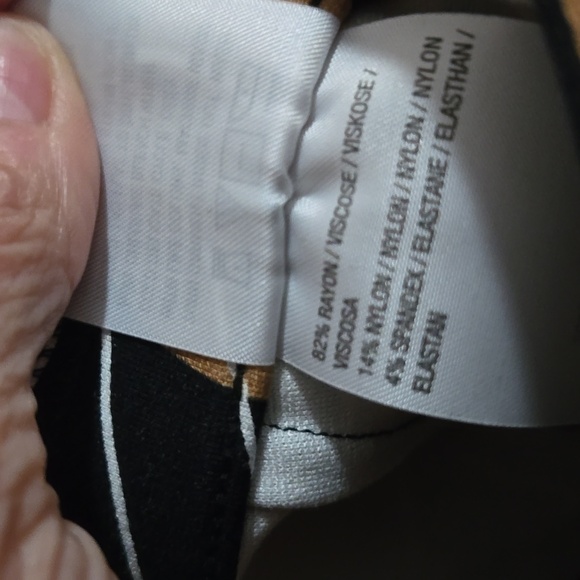 82% RAYON / VISCOSE / VISKOSE /
VISCOSA
14% NYLON / NYLON / NYLON / NYLON
4% SPANDEX / ELASTANE / ELASTHAN /
ELASTAN